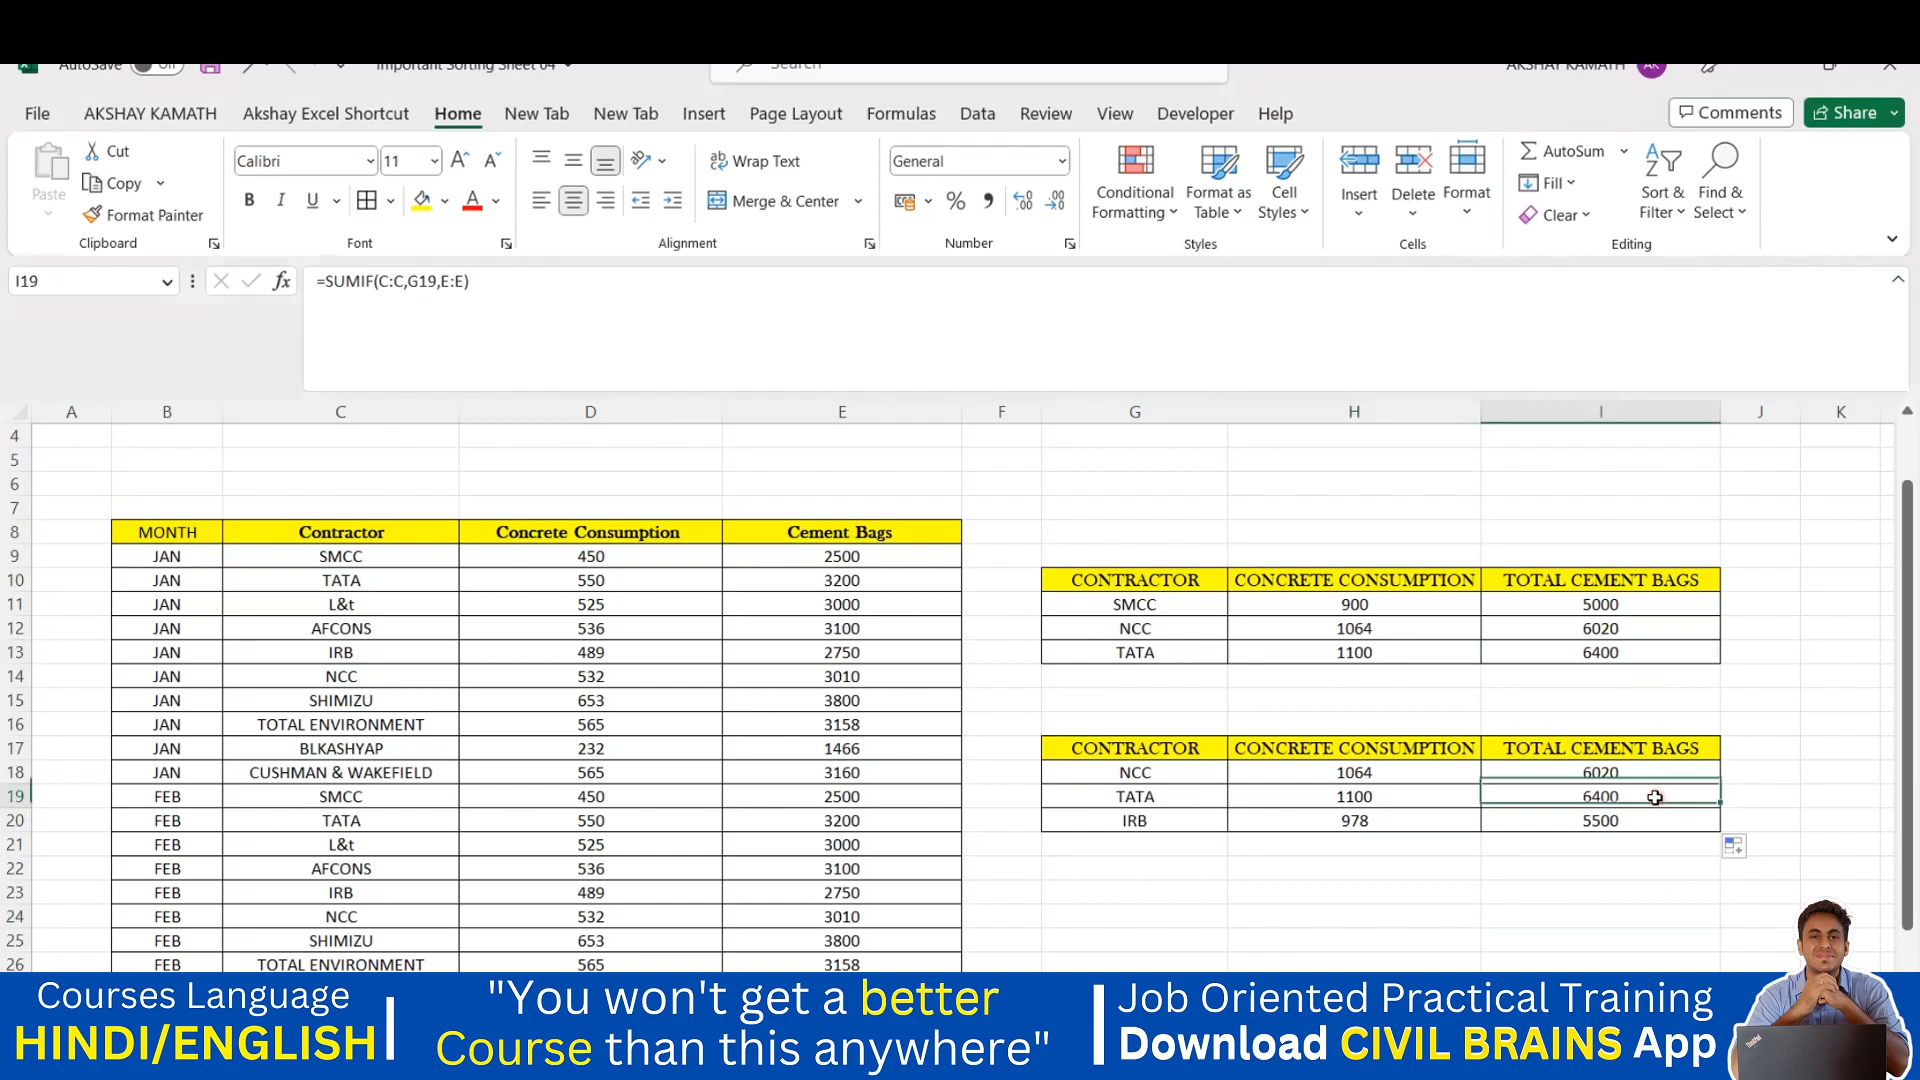 AutoSave Off Important Sorting Sheet 04 Search AKSHAY KAMATH AK
File AKSHAY KAMATH Akshay Excel Shortcut Home New Tab New Tab Insert Page Layout Formulas Data Review View Developer Help Comments Share
Paste Cut Copy Format Painter Clipboard
Calibri 11 B I U A Font
Wrap Text Merge & Center Alignment
General % Number
Conditional Formatting Format as Table Cell Styles Styles
Insert Delete Format Cells
AutoSum Fill Clear Sort & Filter Find & Select Editing
I19 fx =SUMIF(C:C,G19,E:E)
A B C D E F G H I J K
4
5
6
7
8 MONTH Contractor Concrete Consumption Cement Bags
9 JAN SMCC 450 2500
10 JAN TATA 550 3200 CONTRACTOR CONCRETE CONSUMPTION TOTAL CEMENT BAGS
11 JAN L&t 525 3000 SMCC 900 5000
12 JAN AFCONS 536 3100 NCC 1064 6020
13 JAN IRB 489 2750 TATA 1100 6400
14 JAN NCC 532 3010
15 JAN SHIMIZU 653 3800
16 JAN TOTAL ENVIRONMENT 565 3158
17 JAN BLKASHYAP 232 1466 CONTRACTOR CONCRETE CONSUMPTION TOTAL CEMENT BAGS
18 JAN CUSHMAN & WAKEFIELD 565 3160 NCC 1064 6020
19 FEB SMCC 450 2500 TATA 1100 6400
20 FEB TATA 550 3200 IRB 978 5500
21 FEB L&t 525 3000
22 FEB AFCONS 536 3100
23 FEB IRB 489 2750
24 FEB NCC 532 3010
25 FEB SHIMIZU 653 3800
26 FEB TOTAL ENVIRONMENT 565 3158
Courses Language
HINDI/ENGLISH
"You won't get a better
Course than this anywhere"
Job Oriented Practical Training
Download CIVIL BRAINS App